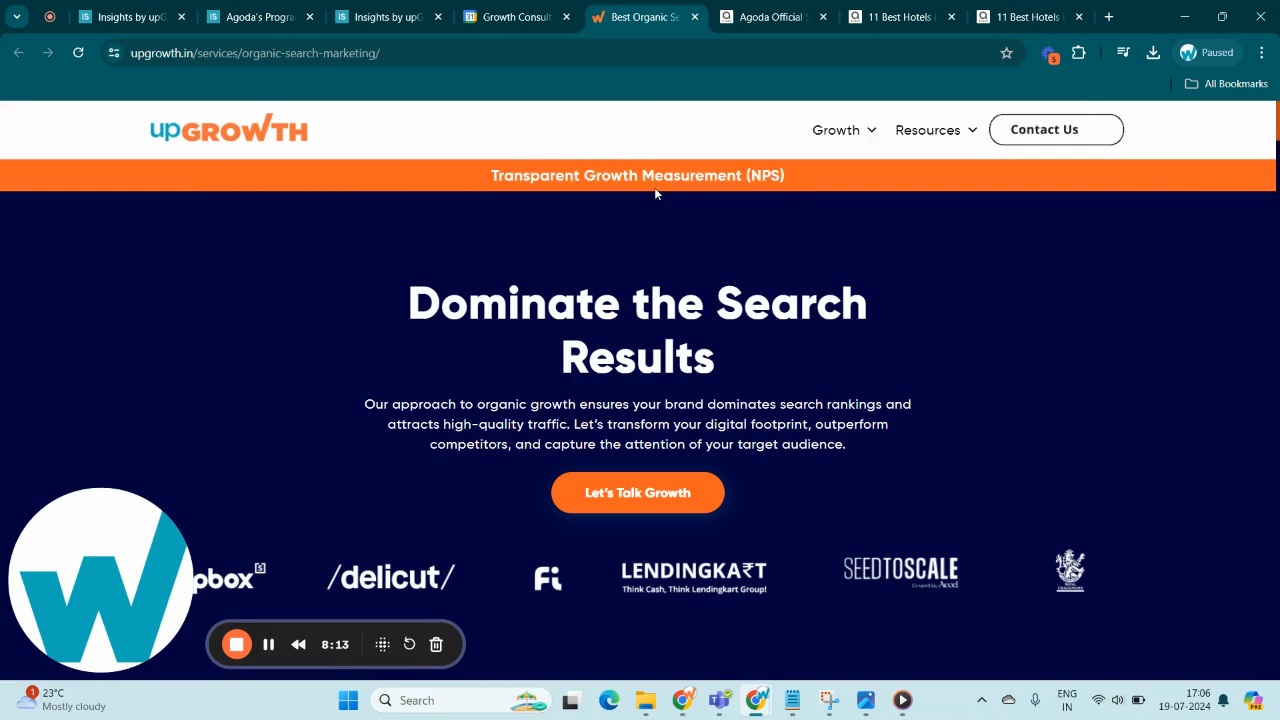 Insights by upG
Agoda's Progra
Insights by upG
Growth Consult
Best Organic Se
Agoda Official S
11 Best Hotels i
11 Best Hotels i
upgrowth.in/services/organic-search-marketing/
5
Paused
All Bookmarks
upGROWTH
Growth
Resources
Contact Us
Transparent Growth Measurement (NPS)
Dominate the Search
Results
Our approach to organic growth ensures your brand dominates search rankings and
attracts high-quality traffic. Let's transform your digital footprint, outperform
competitors, and capture the attention of your target audience.
Let's Talk Growth
pbox
/delicut/
Fi
LENDINGKA₹T
Think Cash, Think Lendingkart Group!
SEEDTOSCALE
W
8:13
1
23°C
Mostly cloudy
Search
ENG
IN
17:06
19-07-2024
PRE